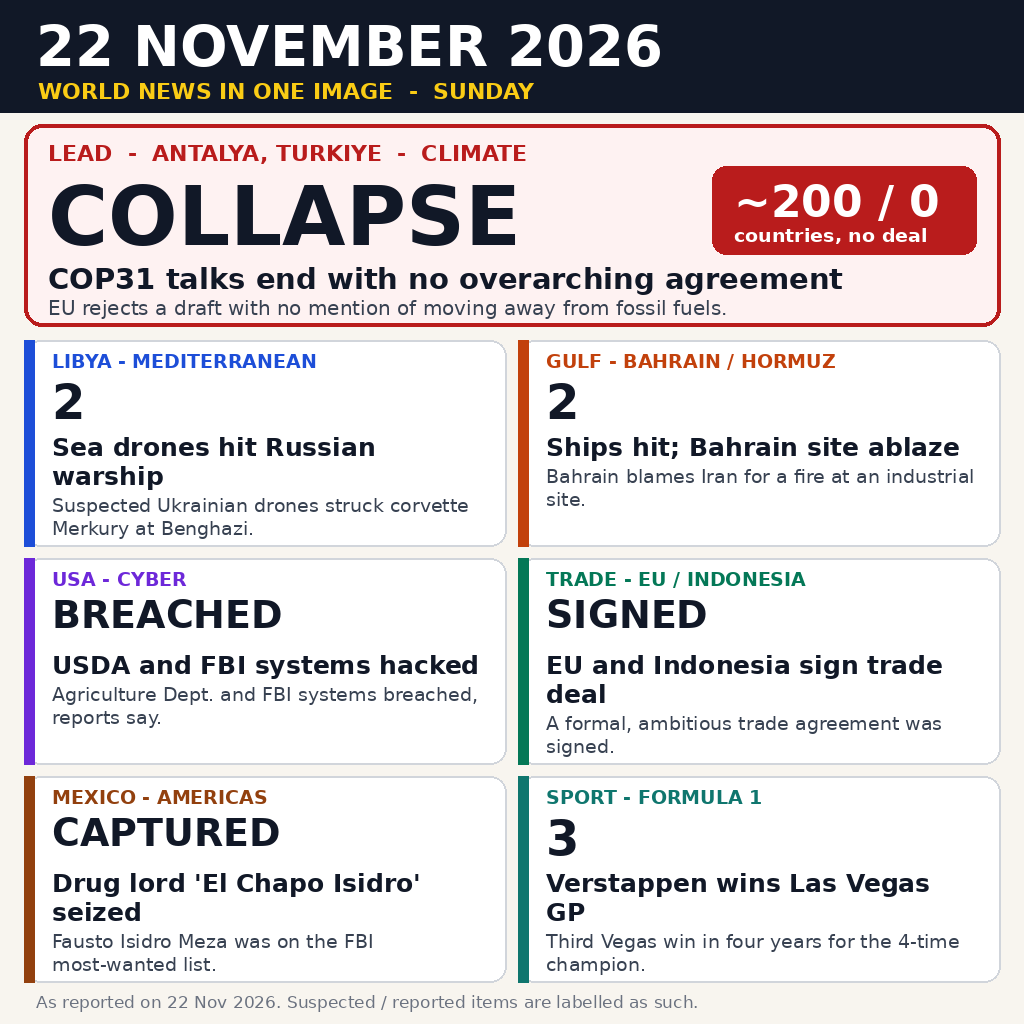 22 NOVEMBER 2026
WORLD NEWS IN ONE IMAGE - SUNDAY
LEAD - ANTALYA, TURKIYE - CLIMATE
COLLAPSE
~200 / 0
countries, no deal
COP31 talks end with no overarching agreement
EU rejects a draft with no mention of moving away from fossil fuels.
LIBYA - MEDITERRANEAN
2
Sea drones hit Russian
warship
Suspected Ukrainian drones struck corvette
Merkury at Benghazi.
GULF - BAHRAIN / HORMUZ
2
Ships hit; Bahrain site ablaze
Bahrain blames Iran for a fire at an industrial
site.
USA - CYBER
BREACHED
USDA and FBI systems hacked
Agriculture Dept. and FBI systems breached,
reports say.
TRADE - EU / INDONESIA
SIGNED
EU and Indonesia sign trade
deal
A formal, ambitious trade agreement was
signed.
MEXICO - AMERICAS
CAPTURED
Drug lord 'El Chapo Isidro'
seized
Fausto Isidro Meza was on the FBI
most-wanted list.
SPORT - FORMULA 1
3
Verstappen wins Las Vegas
GP
Third Vegas win in four years for the 4-time
champion.
As reported on 22 Nov 2026. Suspected / reported items are labelled as such.